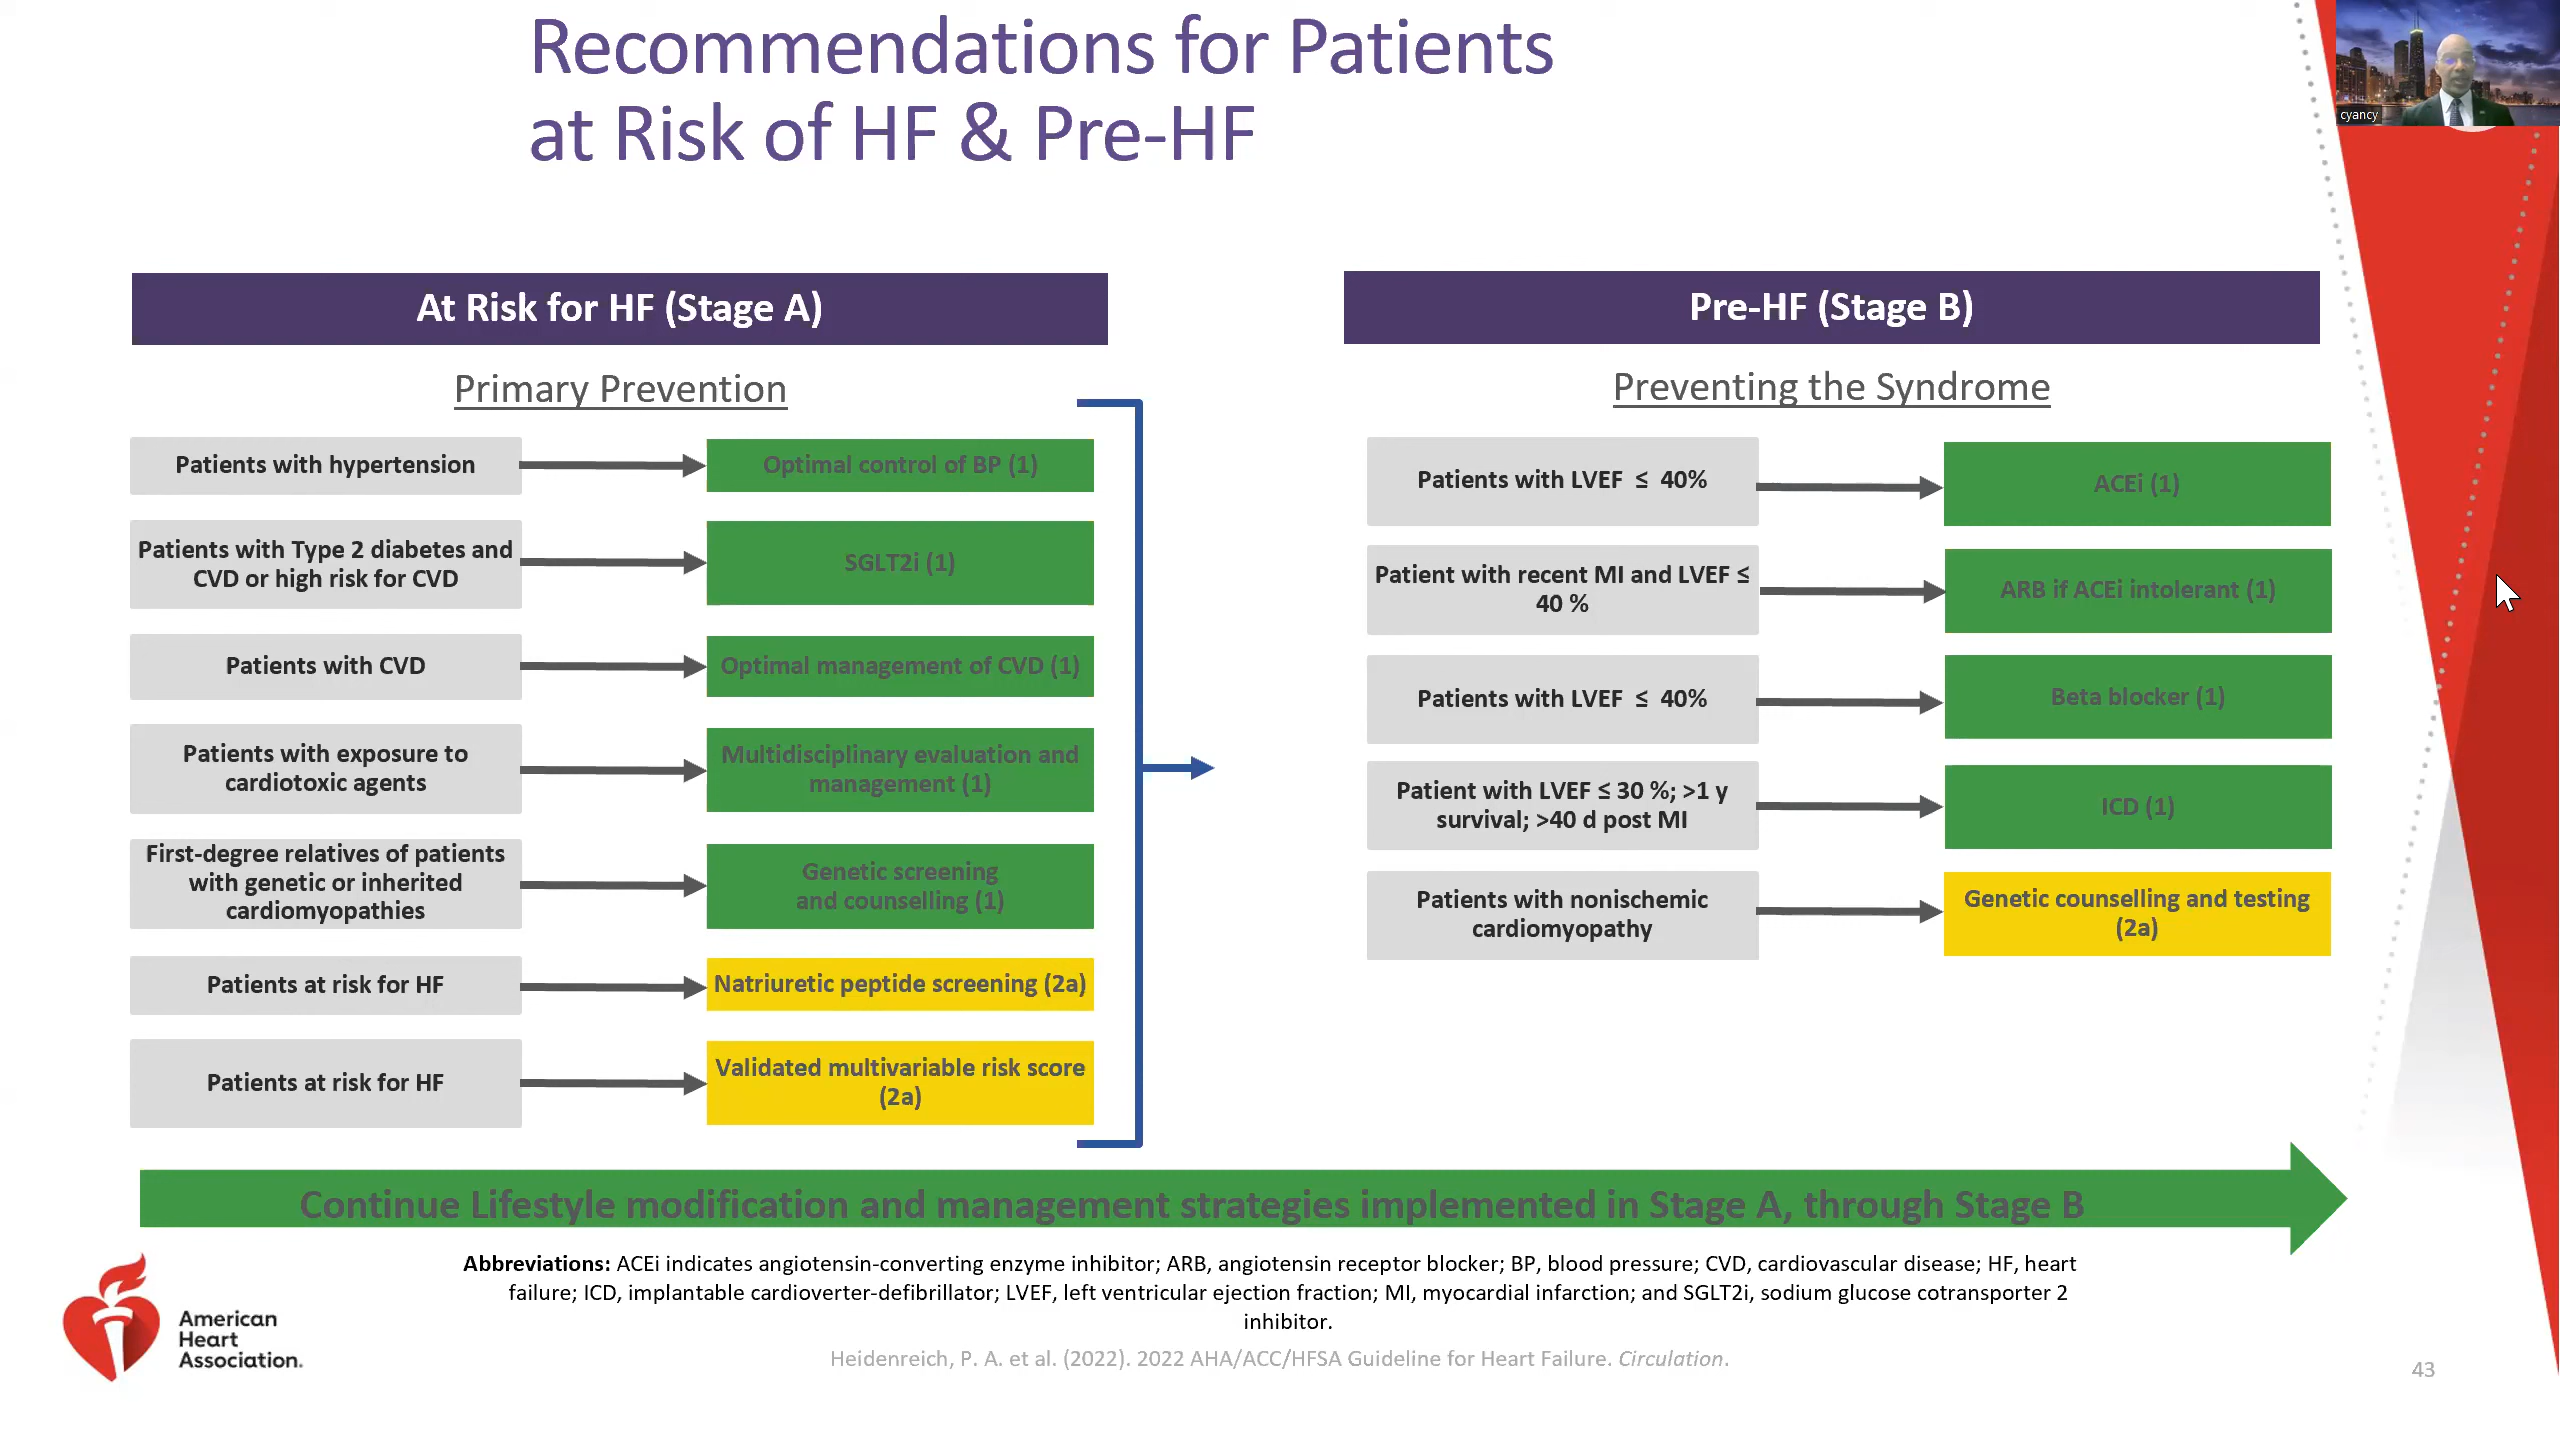 Recommendations for Patients
at Risk of HF & Pre-HF
cyancy
At Risk for HF (Stage A)
Primary Prevention
Patients with hypertension
Optimal control of BP (1)
Patients with Type 2 diabetes and
CVD or high risk for CVD
SGLT2i (1)
Patients with CVD
Optimal management of CVD (1)
Patients with exposure to
cardiotoxic agents
Multidisciplinary evaluation and
management (1)
First-degree relatives of patients
with genetic or inherited
cardiomyopathies
Genetic screening
and counselling (1)
Patients at risk for HF
Natriuretic peptide screening (2a)
Patients at risk for HF
Validated multivariable risk score
(2a)
Pre-HF (Stage B)
Preventing the Syndrome
Patients with LVEF ≤ 40%
ACEi (1)
Patient with recent MI and LVEF ≤
40 %
ARB if ACEi intolerant (1)
Patients with LVEF ≤ 40%
Beta blocker (1)
Patient with LVEF ≤ 30 %; >1 y
survival; >40 d post MI
ICD (1)
Patients with nonischemic
cardiomyopathy
Genetic counselling and testing
(2a)
Continue Lifestyle modification and management strategies implemented in Stage A, through Stage B
Abbreviations: ACEi indicates angiotensin-converting enzyme inhibitor; ARB, angiotensin receptor blocker; BP, blood pressure; CVD, cardiovascular disease; HF, heart
failure; ICD, implantable cardioverter-defibrillator; LVEF, left ventricular ejection fraction; MI, myocardial infarction; and SGLT2i, sodium glucose cotransporter 2
inhibitor.
American
Heart
Association.
Heidenreich, P. A. et al. (2022). 2022 AHA/ACC/HFSA Guideline for Heart Failure. Circulation.
43